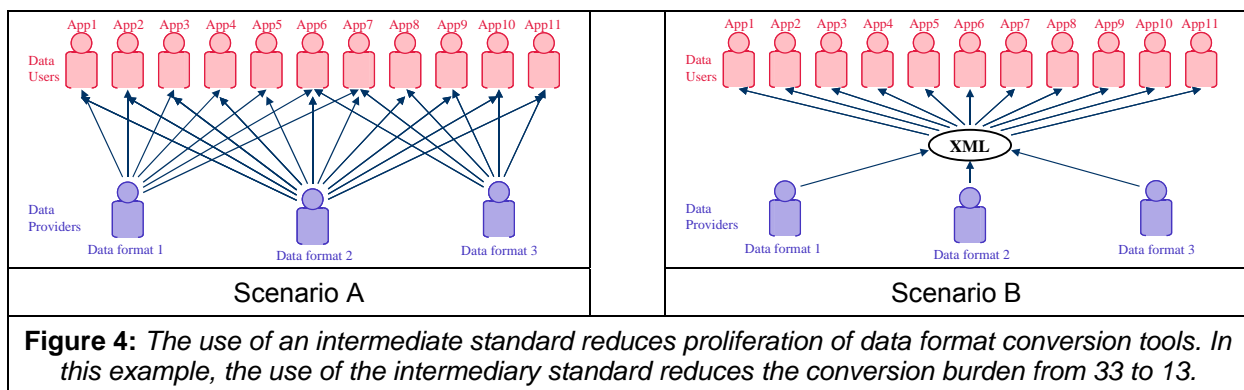 App1 App2 App3 App4 App5 App6 App7 App8 App9 App10 App11
Data
Users
Data
Providers
Data format 1
Data format 2
Data format 3
Scenario A
App1 App2 App3 App4 App5 App6 App7 App8 App9 App10 App11
Data
Users
XML
Data
Providers
Data format 1
Data format 2
Data format 3
Scenario B
Figure 4: The use of an intermediate standard reduces proliferation of data format conversion tools. In
this example, the use of the intermediary standard reduces the conversion burden from 33 to 13.